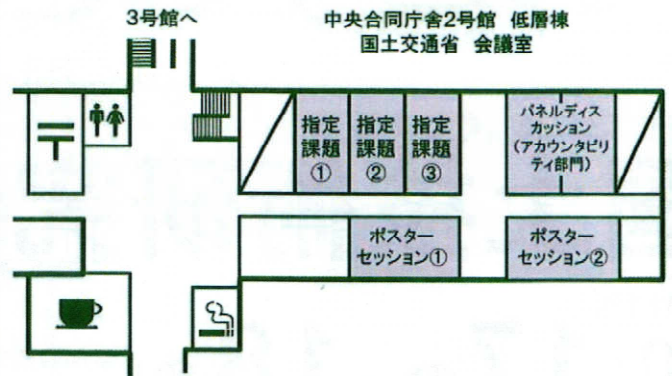 3号館へ
中央合同庁舎2号館 低層棟
国土交通省 会議室
指定
課題
①
指定
課題
②
指定
課題
③
パネルディス
カッション
(アカウンタビリ
ティ部門)
ポスター
セッション①
ポスター
セッション②